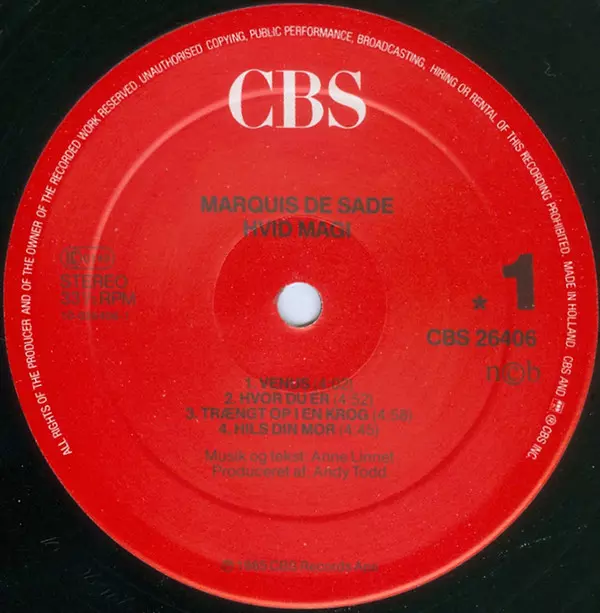 ALL RIGHTS OF THE PRODUCER AND OF THE OWNER OF THE RECORDED WORK RESERVED. UNAUTHORISED COPYING, PUBLIC PERFORMANCE, BROADCASTING, HIRING OR RENTAL OF THIS RECORDING PROHIBITED. MADE IN HOLLAND. CBS AND ℗ CBS INC.
CBS
MARQUIS DE SADE
HVID MAGI
STEREO
33⅓ RPM
* 1
CBS 26406
n©b
1. VENUS
2. HVOR DU ER (4:52)
3. TRÆNGT OP I EN KROG (4:58)
4. HILS DIN MOR (4:45)
Musik og tekst: Anne Linnet
Produceret af: Andy Todd
CBS Records